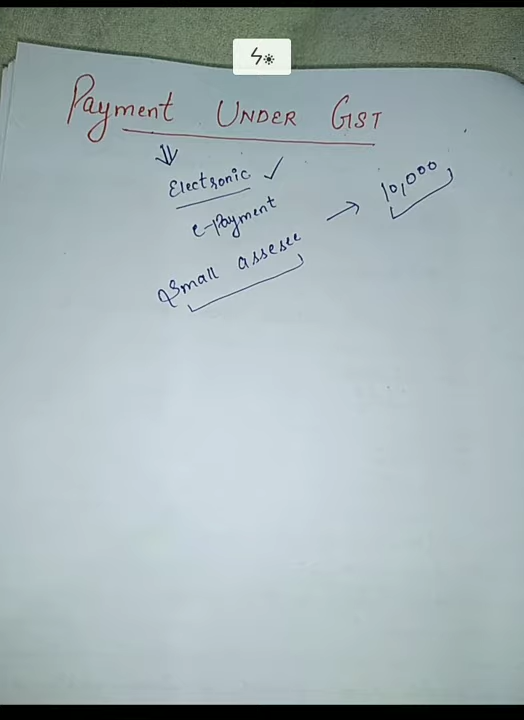 Payment UNDER GST
Electronic ✓
e-Payment
Small assesee → 10,000